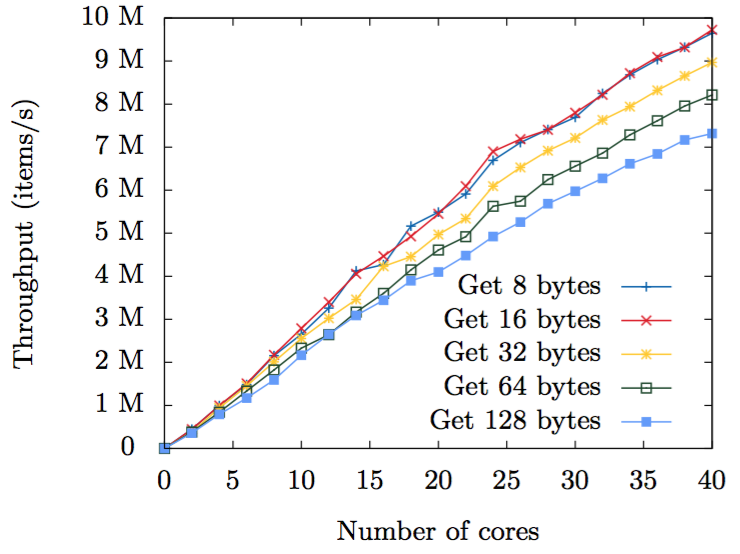 10 M
9 M
8 M
7 M
6 M
5 M
4 M
3 M
2 M
1 M
0
Throughput (items/s)
Get 8 bytes
Get 16 bytes
Get 32 bytes
Get 64 bytes
Get 128 bytes
0 5 10 15 20 25 30 35 40
Number of cores